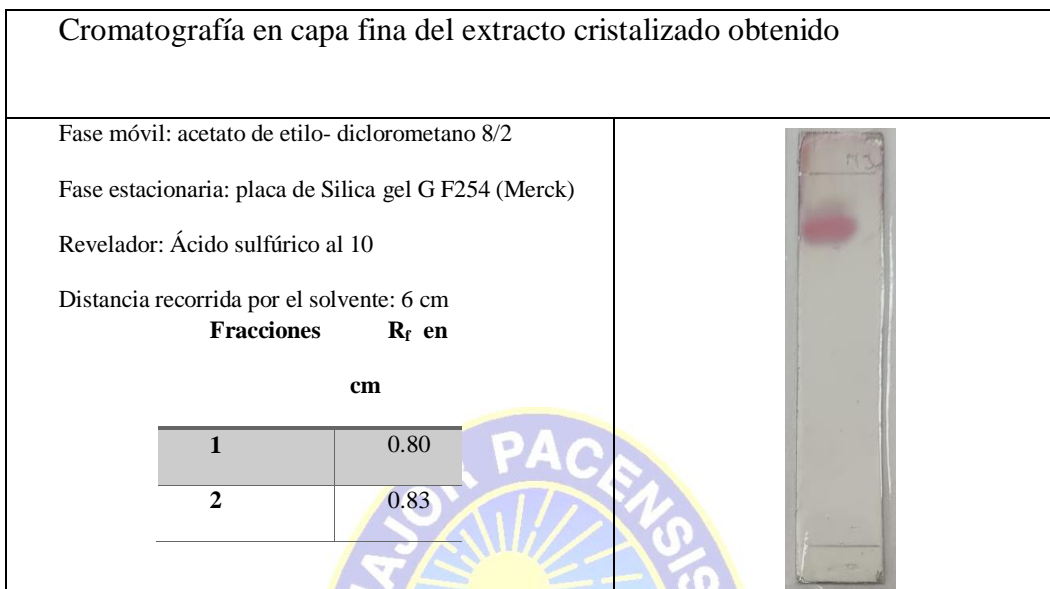 Cromatografía en capa fina del extracto cristalizado obtenido
Fase móvil: acetato de etilo- diclorometano 8/2
Fase estacionaria: placa de Silica gel G F254 (Merck)
Revelador: Ácido sulfúrico al 10
Distancia recorrida por el solvente: 6 cm
Fracciones Rf en
cm
1 0.80
2 0.83
PACENSIS